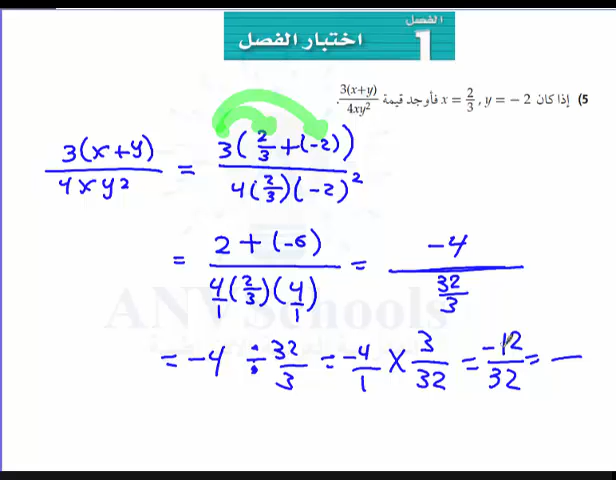 الفصل
1
اختبار الفصل
5) إذا كان x = 2/3 , y = − 2 فأوجد قيمة 3(x+y)/4xy²
3(x+y)/4xy² = 3(2/3+(-2))/4(2/3)(-2)²
= 2+(-6)/(4/1(2/3)(4/1)) = -4/(32/3)
= -4 ÷ 32/3 = -4/1 × 3/32 = -12/32 = —
ANV Schools